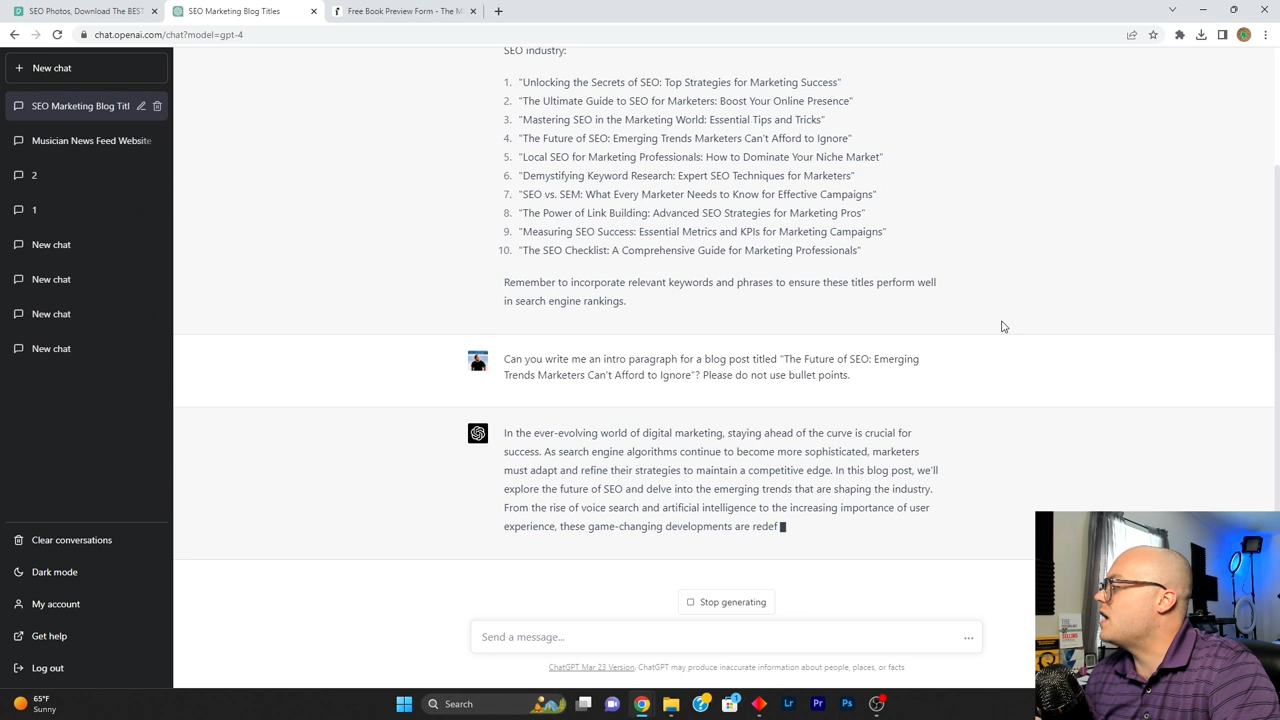 SEO Photos, Download The BEST
SEO Marketing Blog Titles
Free Book Preview Form - The M
chat.openai.com/chat?model=gpt-4
New chat
SEO Marketing Blog Titl
Musician News Feed Website
2
1
New chat
New chat
New chat
New chat
Clear conversations
Dark mode
My account
Get help
Log out
SEO industry:
1. "Unlocking the Secrets of SEO: Top Strategies for Marketing Success"
2. "The Ultimate Guide to SEO for Marketers: Boost Your Online Presence"
3. "Mastering SEO in the Marketing World: Essential Tips and Tricks"
4. "The Future of SEO: Emerging Trends Marketers Can't Afford to Ignore"
5. "Local SEO for Marketing Professionals: How to Dominate Your Niche Market"
6. "Demystifying Keyword Research: Expert SEO Techniques for Marketers"
7. "SEO vs. SEM: What Every Marketer Needs to Know for Effective Campaigns"
8. "The Power of Link Building: Advanced SEO Strategies for Marketing Pros"
9. "Measuring SEO Success: Essential Metrics and KPIs for Marketing Campaigns"
10. "The SEO Checklist: A Comprehensive Guide for Marketing Professionals"
Remember to incorporate relevant keywords and phrases to ensure these titles perform well
in search engine rankings.
Can you write me an intro paragraph for a blog post titled "The Future of SEO: Emerging
Trends Marketers Can't Afford to Ignore"? Please do not use bullet points.
In the ever-evolving world of digital marketing, staying ahead of the curve is crucial for
success. As search engine algorithms continue to become more sophisticated, marketers
must adapt and refine their strategies to maintain a competitive edge. In this blog post, we'll
explore the future of SEO and delve into the emerging trends that are shaping the industry.
From the rise of voice search and artificial intelligence to the increasing importance of user
experience, these game-changing developments are redef
Stop generating
Send a message...
ChatGPT Mar 23 Version. ChatGPT may produce inaccurate information about people, places, or facts
65°F
Sunny
Search
Lr
Pr
Ps
SELLING